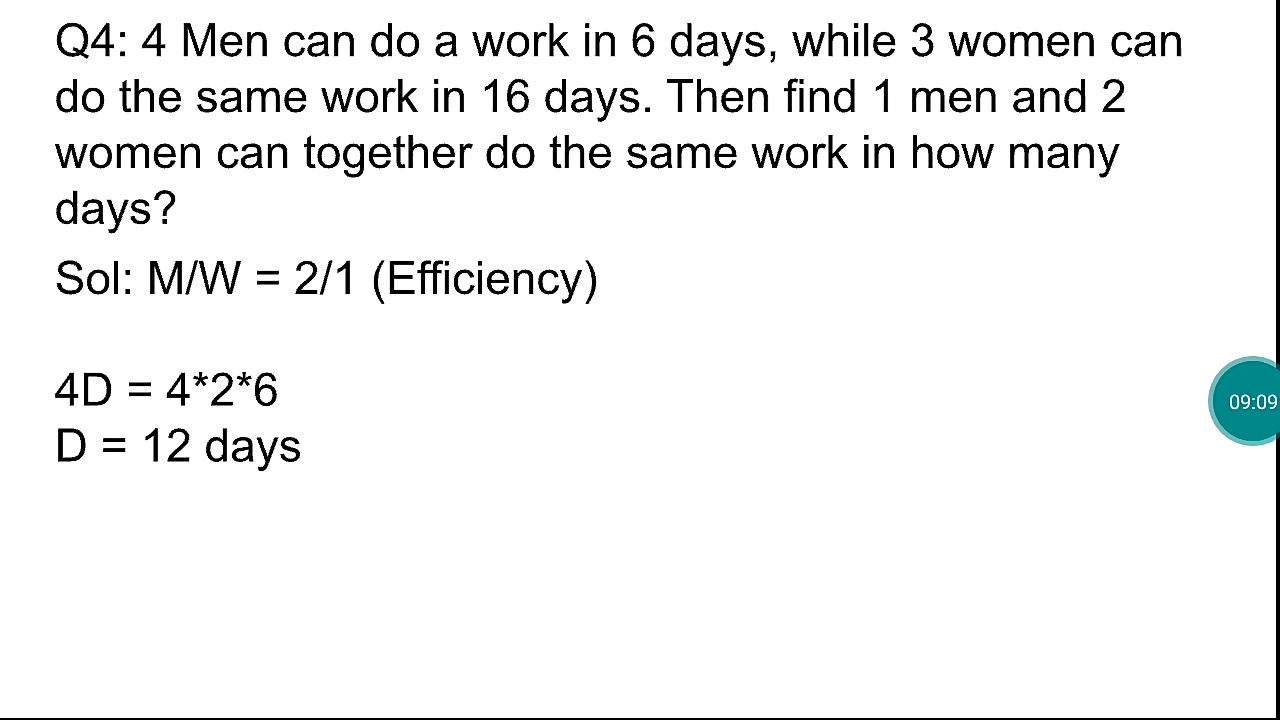 Q4: 4 Men can do a work in 6 days, while 3 women can
do the same work in 16 days. Then find 1 men and 2
women can together do the same work in how many
days?
Sol: M/W = 2/1 (Efficiency)
4D = 4*2*6
09:09
D = 12 days